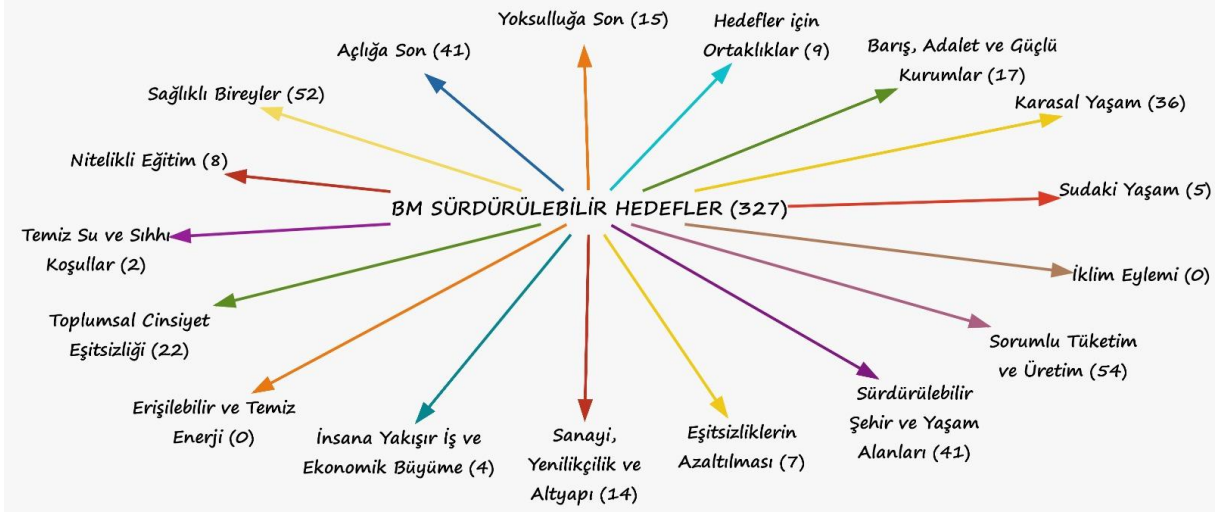 Yoksulluğa Son (15)
Hedefler için
Ortaklıklar (9)
Barış, Adalet ve Güçlü
Kurumlar (17)
Karasal Yaşam (36)
Sudaki Yaşam (5)
İklim Eylemi (0)
Sorumlu Tüketim
ve Üretim (54)
Sürdürülebilir
Şehir ve Yaşam
Alanları (41)
Eşitsizliklerin
Azaltılması (7)
Sanayi,
Yenilikçilik ve
Altyapı (14)
İnsana Yakışır İş ve
Ekonomik Büyüme (4)
Erişilebilir ve Temiz
Enerji (0)
Toplumsal Cinsiyet
Eşitsizliği (22)
Temiz Su ve Sıhhı
Koşullar (2)
Nitelikli Eğitim (8)
Sağlıklı Bireyler (52)
Açlığa Son (41)
BM SÜRDÜRÜLEBİLİR HEDEFLER (327)